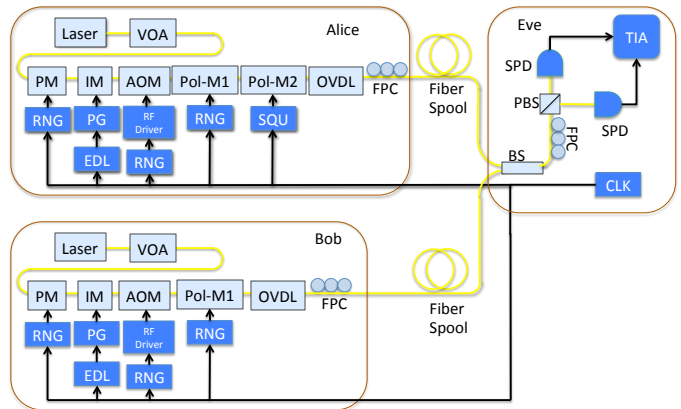 Laser
VOA
Alice
PM
IM
AOM
Pol-M1
Pol-M2
OVDL
FPC
Fiber
Spool
RNG
PG
RF
Driver
RNG
SQU
EDL
RNG
Eve
TIA
SPD
PBS
SPD
FPC
BS
CLK
Laser
VOA
Bob
PM
IM
AOM
Pol-M1
OVDL
FPC
Fiber
Spool
RNG
PG
RF
Driver
RNG
EDL
RNG